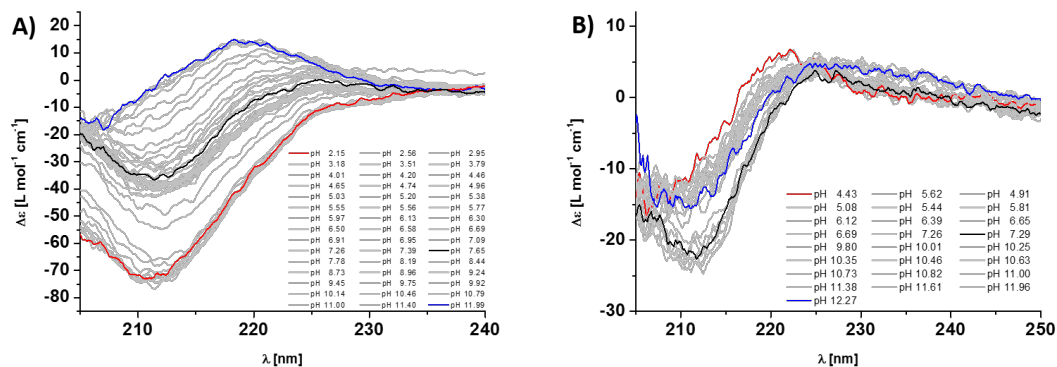 A)
Δε [L mol⁻¹ cm⁻¹]
20
10
0
-10
-20
-30
-40
-50
-60
-70
-80
pH 2.15 pH 2.56 pH 2.95
pH 3.18 pH 3.51 pH 3.79
pH 4.01 pH 4.20 pH 4.46
pH 4.65 pH 4.74 pH 4.96
pH 5.03 pH 5.20 pH 5.38
pH 5.55 pH 5.56 pH 5.77
pH 5.97 pH 6.13 pH 6.30
pH 6.50 pH 6.58 pH 6.69
pH 6.91 pH 6.95 pH 7.09
pH 7.26 pH 7.39 pH 7.65
pH 7.78 pH 8.19 pH 8.44
pH 8.73 pH 8.96 pH 9.24
pH 9.45 pH 9.75 pH 9.92
pH 10.14 pH 10.46 pH 10.79
pH 11.00 pH 11.40 pH 11.99
210 220 230 240
λ [nm]
B)
Δε [L mol⁻¹ cm⁻¹]
10
0
-10
-20
-30
pH 4.43 pH 5.62 pH 4.91
pH 5.08 pH 5.44 pH 5.81
pH 6.12 pH 6.39 pH 6.65
pH 6.69 pH 7.26 pH 7.29
pH 9.80 pH 10.01 pH 10.25
pH 10.35 pH 10.46 pH 10.63
pH 10.73 pH 10.82 pH 11.00
pH 11.38 pH 11.61 pH 11.96
pH 12.27
210 220 230 240 250
λ [nm]